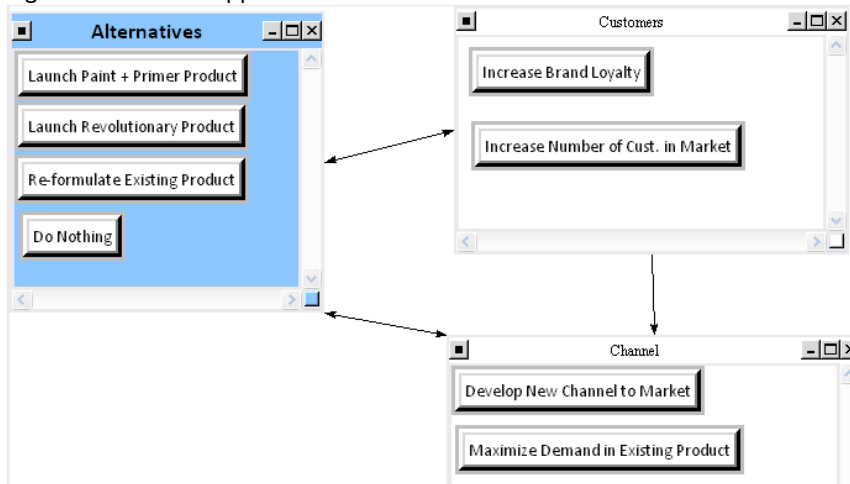 Alternatives
Launch Paint + Primer Product
Launch Revolutionary Product
Re-formulate Existing Product
Do Nothing
Customers
Increase Brand Loyalty
Increase Number of Cust. in Market
Channel
Develop New Channel to Market
Maximize Demand in Existing Product